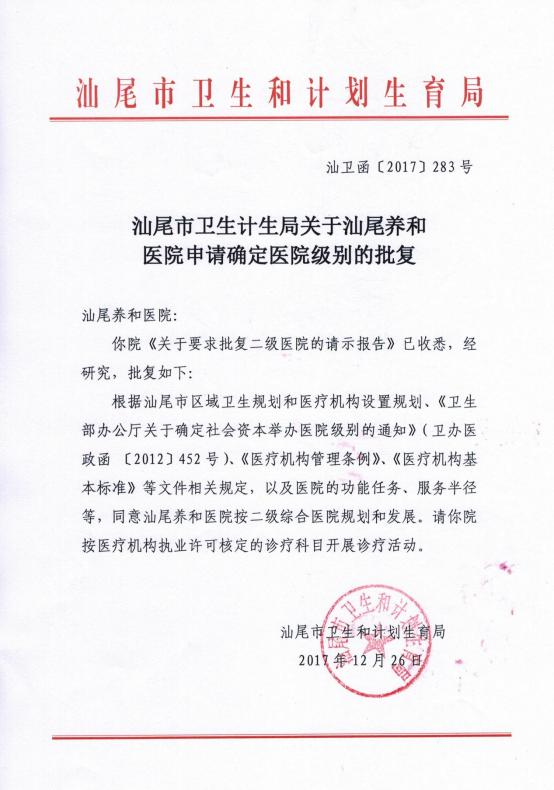 汕尾市卫生和计划生育局
汕卫函〔2017〕283号
汕尾市卫生计生局关于汕尾养和
医院申请确定医院级别的批复
汕尾养和医院：
你院《关于要求批复二级医院的请示报告》已收悉，经
研究，批复如下：
根据汕尾市区域卫生规划和医疗机构设置规划、《卫生
部办公厅关于确定社会资本举办医院级别的通知》（卫办医
政函 〔2012〕452号）、《医疗机构管理条例》、《医疗机构基
本标准》等文件相关规定，以及医院的功能任务、服务半径
等，同意汕尾养和医院按二级综合医院规划和发展。请你院
按医疗机构执业许可核定的诊疗科目开展诊疗活动。
汕尾市卫生和计划生育局
2017年12月26日
汕尾市卫生和计划生育局